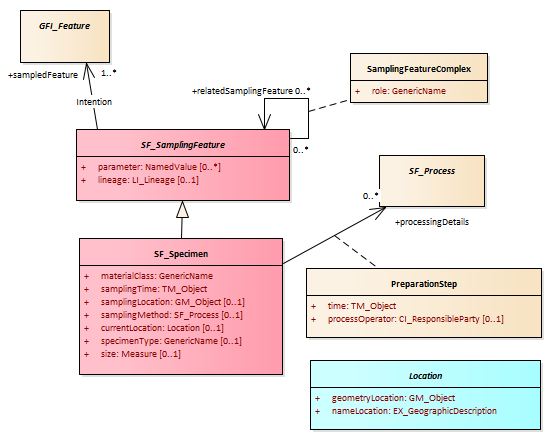 GFI_Feature
+sampledFeature 1..*
Intention
SamplingFeatureComplex
+ role: GenericName
+relatedSamplingFeature 0..*
0..*
SF_SamplingFeature
+ parameter: NamedValue [0..*]
+ lineage: LI_Lineage [0..1]
SF_Process
0..*
+processingDetails
SF_Specimen
+ materialClass: GenericName
+ samplingTime: TM_Object
+ samplingLocation: GM_Object [0..1]
+ samplingMethod: SF_Process [0..1]
+ currentLocation: Location [0..1]
+ specimenType: GenericName [0..1]
+ size: Measure [0..1]
PreparationStep
+ time: TM_Object
+ processOperator: CI_ResponsibleParty [0..1]
Location
+ geometryLocation: GM_Object
+ nameLocation: EX_GeographicDescription